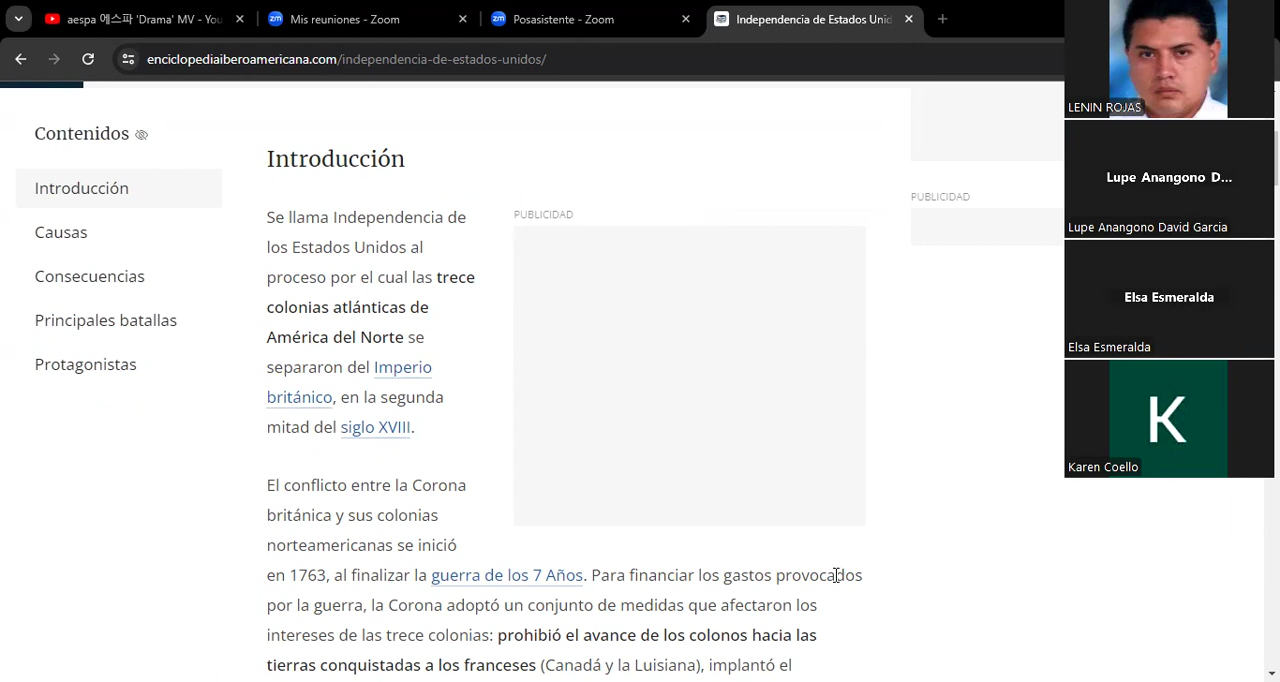 aespa 에스파 'Drama' MV - You
Mis reuniones - Zoom
Posasistente - Zoom
Independencia de Estados Unid
enciclopediaiberoamericana.com/independencia-de-estados-unidos/
Contenidos
Introducción
Causas
Consecuencias
Principales batallas
Protagonistas
Introducción
Se llama Independencia de
los Estados Unidos al
proceso por el cual las trece
colonias atlánticas de
América del Norte se
separaron del Imperio
británico, en la segunda
mitad del siglo XVIII.
PUBLICIDAD
El conflicto entre la Corona
británica y sus colonias
norteamericanas se inició
en 1763, al finalizar la guerra de los 7 Años. Para financiar los gastos provocados
por la guerra, la Corona adoptó un conjunto de medidas que afectaron los
intereses de las trece colonias: prohibió el avance de los colonos hacia las
tierras conquistadas a los franceses (Canadá y la Luisiana), implantó el
PUBLICIDAD
LENIN ROJAS
Lupe Anangono D...
Lupe Anangono David Garcia
Elsa Esmeralda
Elsa Esmeralda
K
Karen Coello